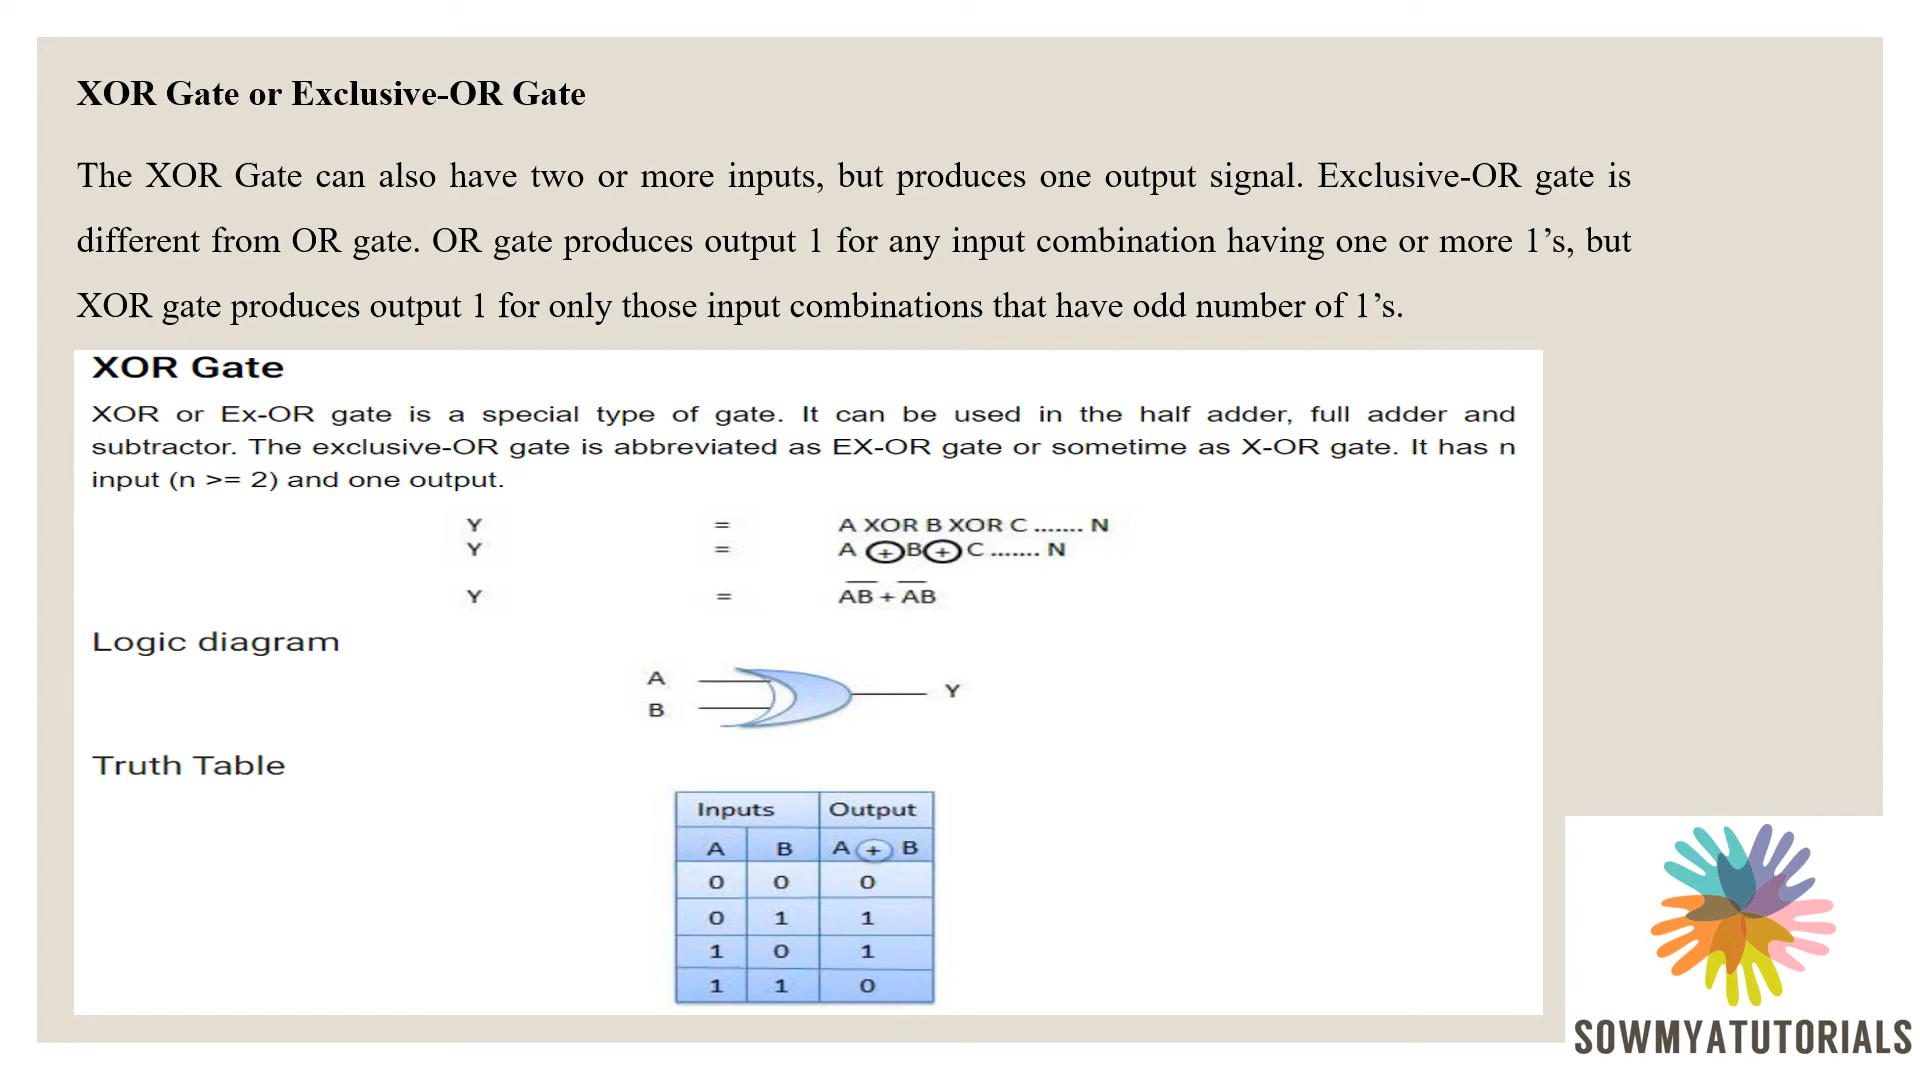 XOR Gate or Exclusive-OR Gate
The XOR Gate can also have two or more inputs, but produces one output signal. Exclusive-OR gate is
different from OR gate. OR gate produces output 1 for any input combination having one or more 1’s, but
XOR gate produces output 1 for only those input combinations that have odd number of 1’s.
XOR Gate
XOR or Ex-OR gate is a special type of gate. It can be used in the half adder, full adder and
subtractor. The exclusive-OR gate is abbreviated as EX-OR gate or sometime as X-OR gate. It has n
input (n >= 2) and one output.
Y = A XOR B XOR C ....... N
Y = A ⊕ B ⊕ C ....... N
Y = A̅B̅ + A̅B̅
Logic diagram
A
B
Y
Truth Table
Inputs Output
A B A ⊕ B
0 0 0
0 1 1
1 0 1
1 1 0
SOWMYATUTORIALS